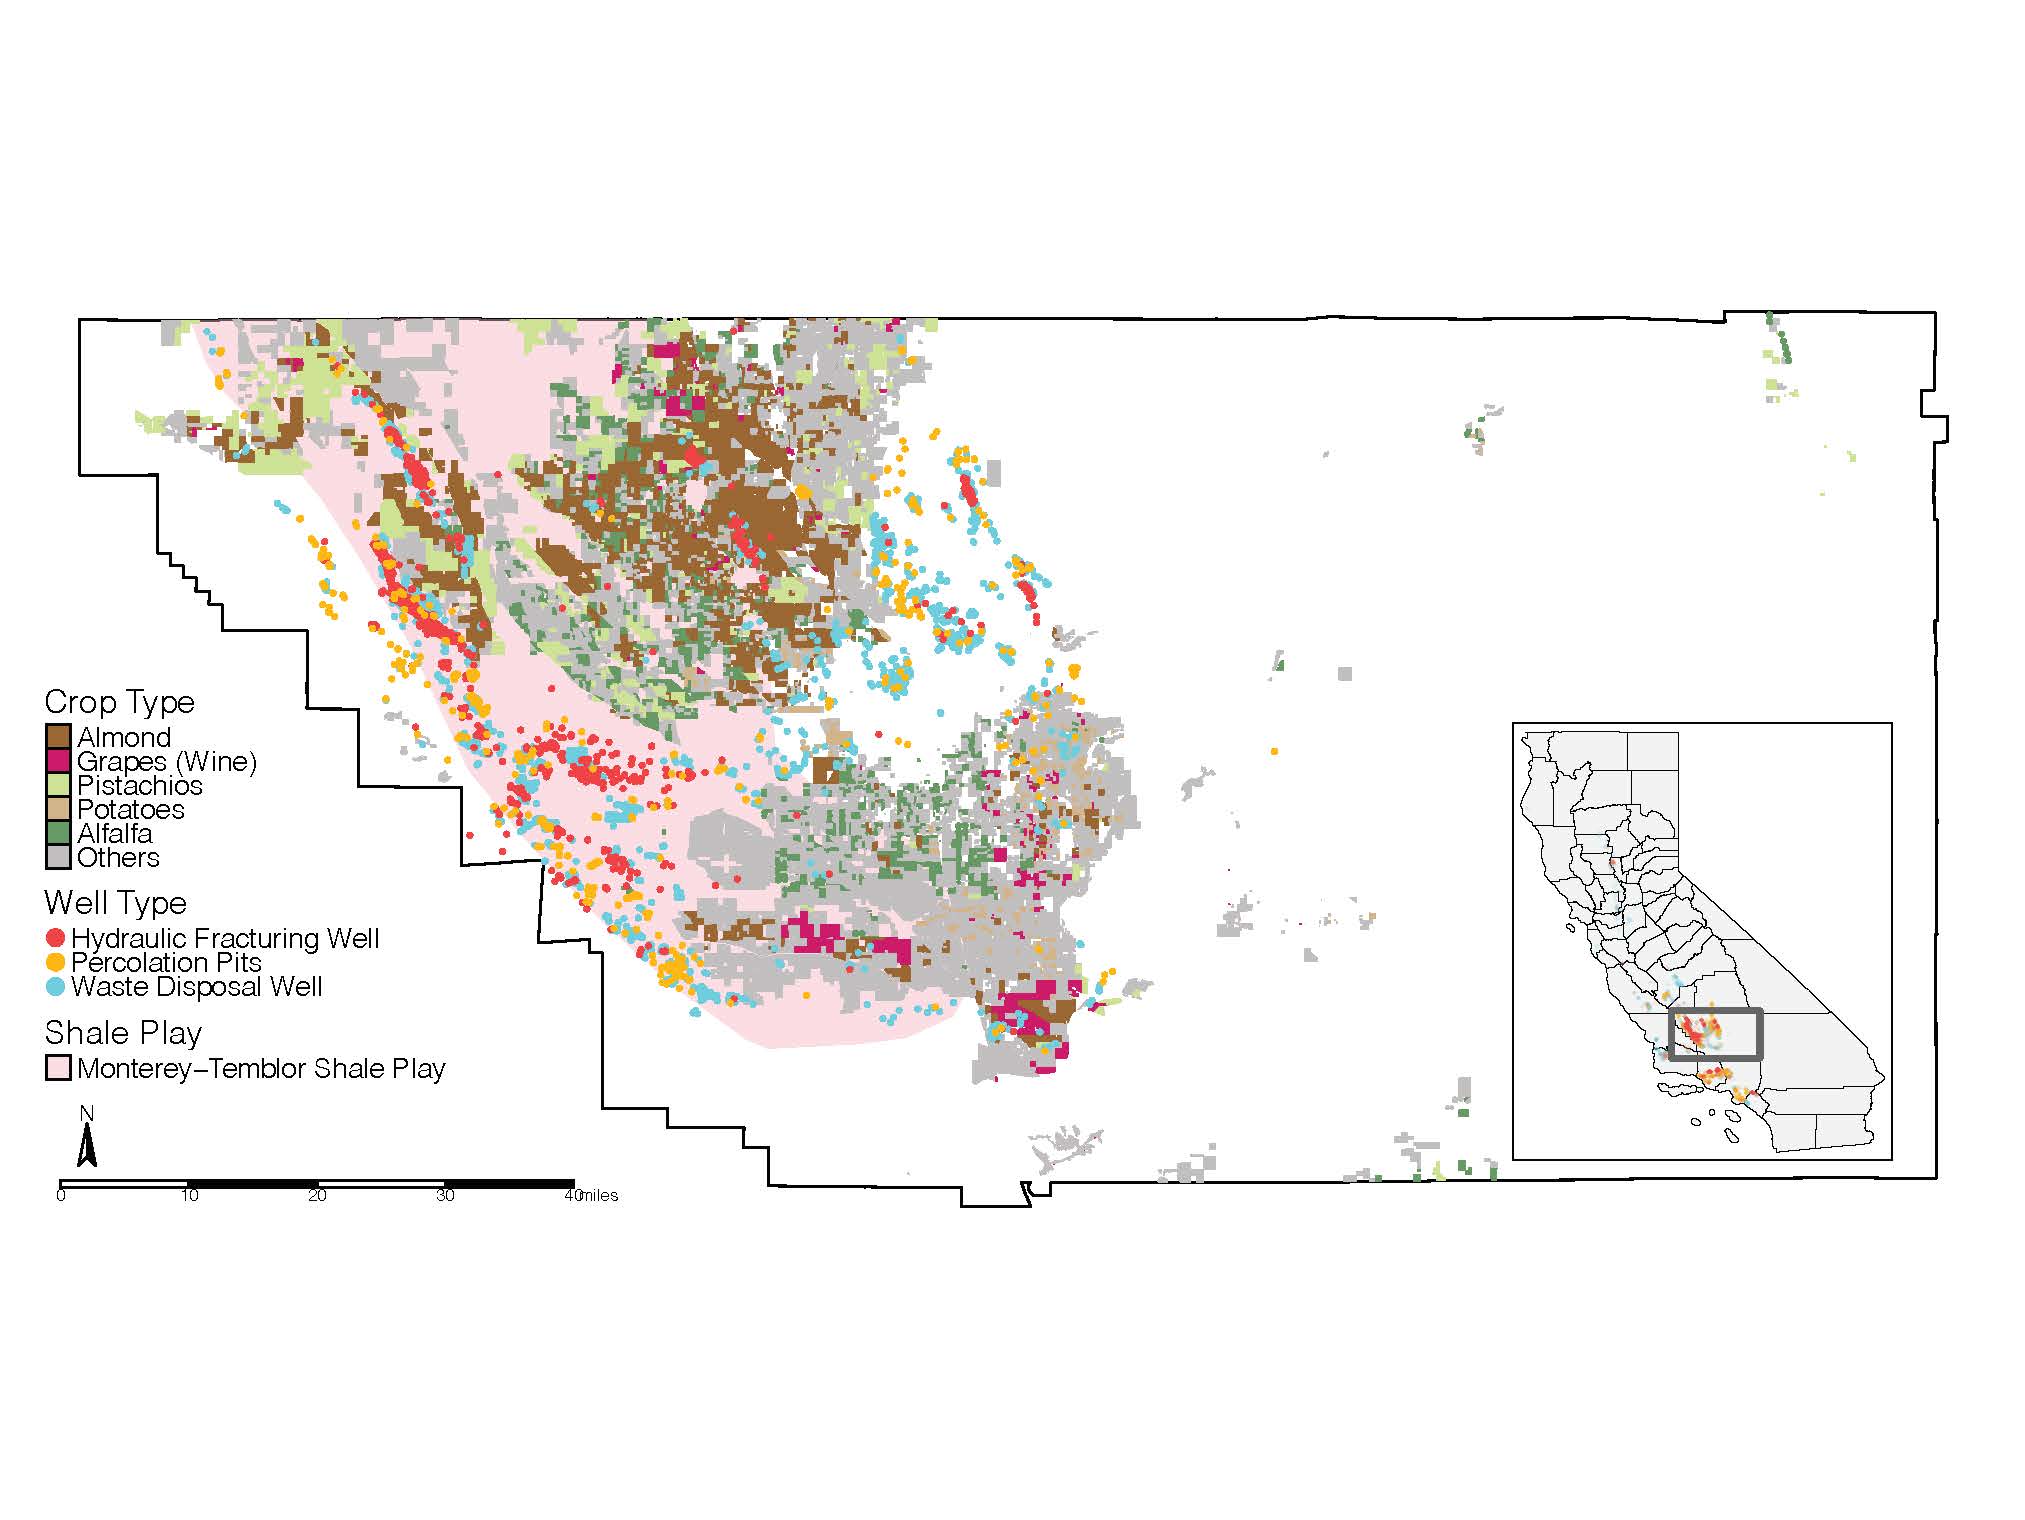 Crop Type
Almond
Grapes (Wine)
Pistachios
Potatoes
Alfalfa
Others
Well Type
Hydraulic Fracturing Well
Percolation Pits
Waste Disposal Well
Shale Play
Monterey-Temblor Shale Play
N
0 10 20 30 40 miles